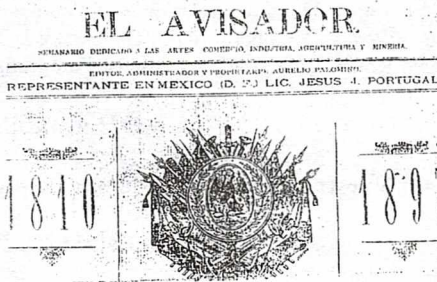 EL AVISADOR.
SEMANARIO DEDICADO A LAS ARTES COMERCIO, INDUSTRIA, AGRICULTURA Y MINERIA.
EDITOR, ADMINISTRADOR Y PROPIETARIO, AURELIO PALOMINO.
REPRESENTANTE EN MEXICO (D. F.) LIC. JESUS J. PORTUGAL
1810
189